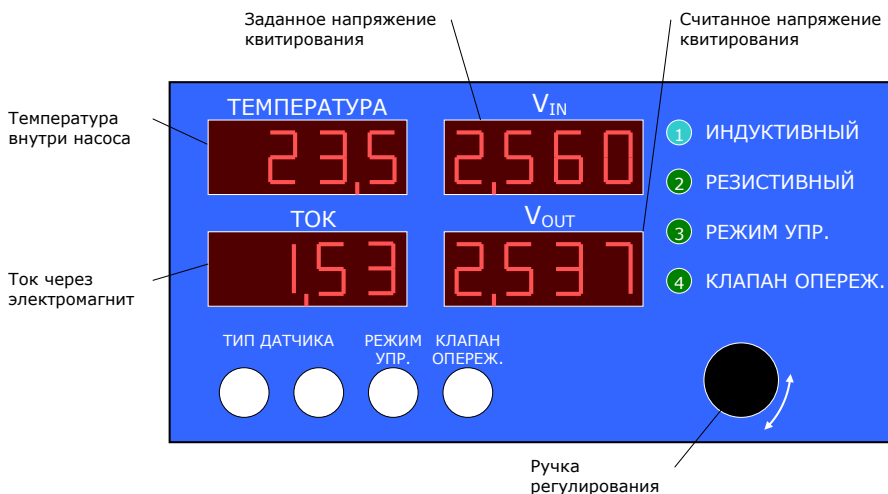 Заданное напряжение
квитирования
Считанное напряжение
квитирования
Температура
внутри насоса
ТЕМПЕРАТУРА
VIN
23,5
2,560
1 ИНДУКТИВНЫЙ
2 РЕЗИСТИВНЫЙ
ТОК
VOUT
3 РЕЖИМ УПР.
Ток через
электромагнит
1,53
2,537
4 КЛАПАН ОПЕРЕЖ.
ТИП ДАТЧИКА
РЕЖИМ
УПР.
КЛАПАН
ОПЕРЕЖ.
Ручка
регулирования